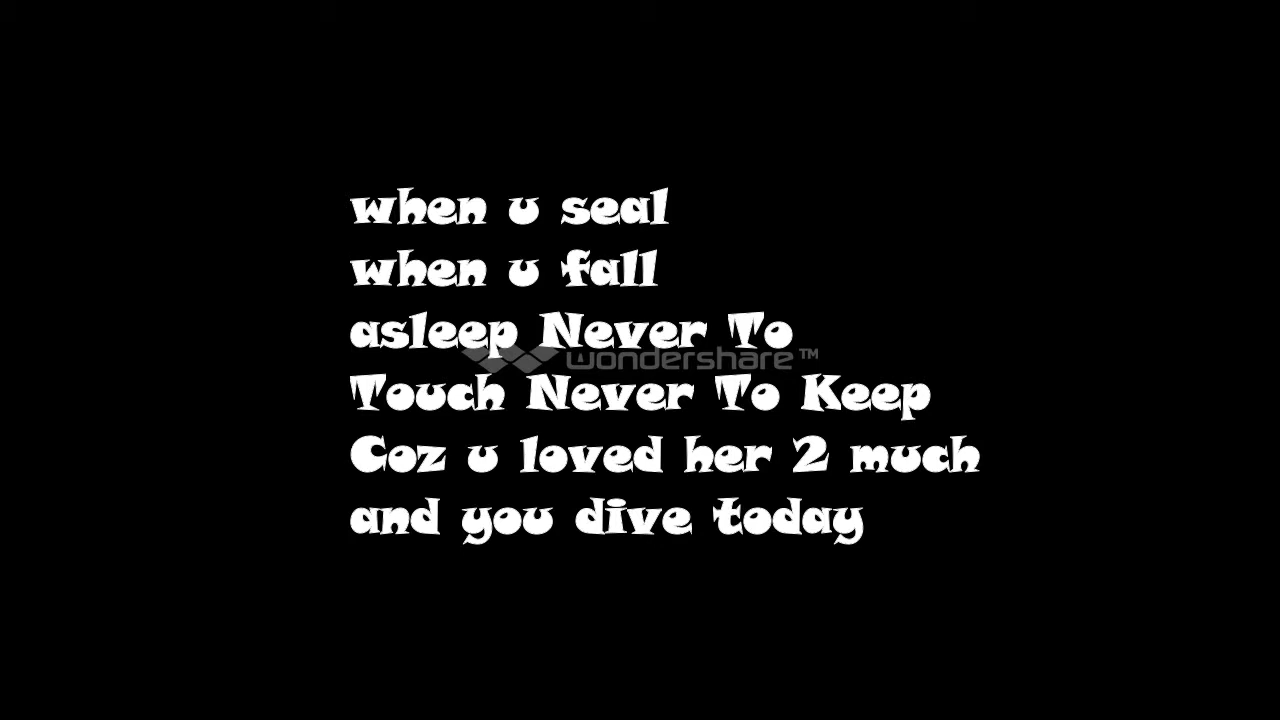 when u seal
when u fall
asleep Never To
wondershare™
Touch Never To Keep
Coz u loved her 2 much
and you dive today